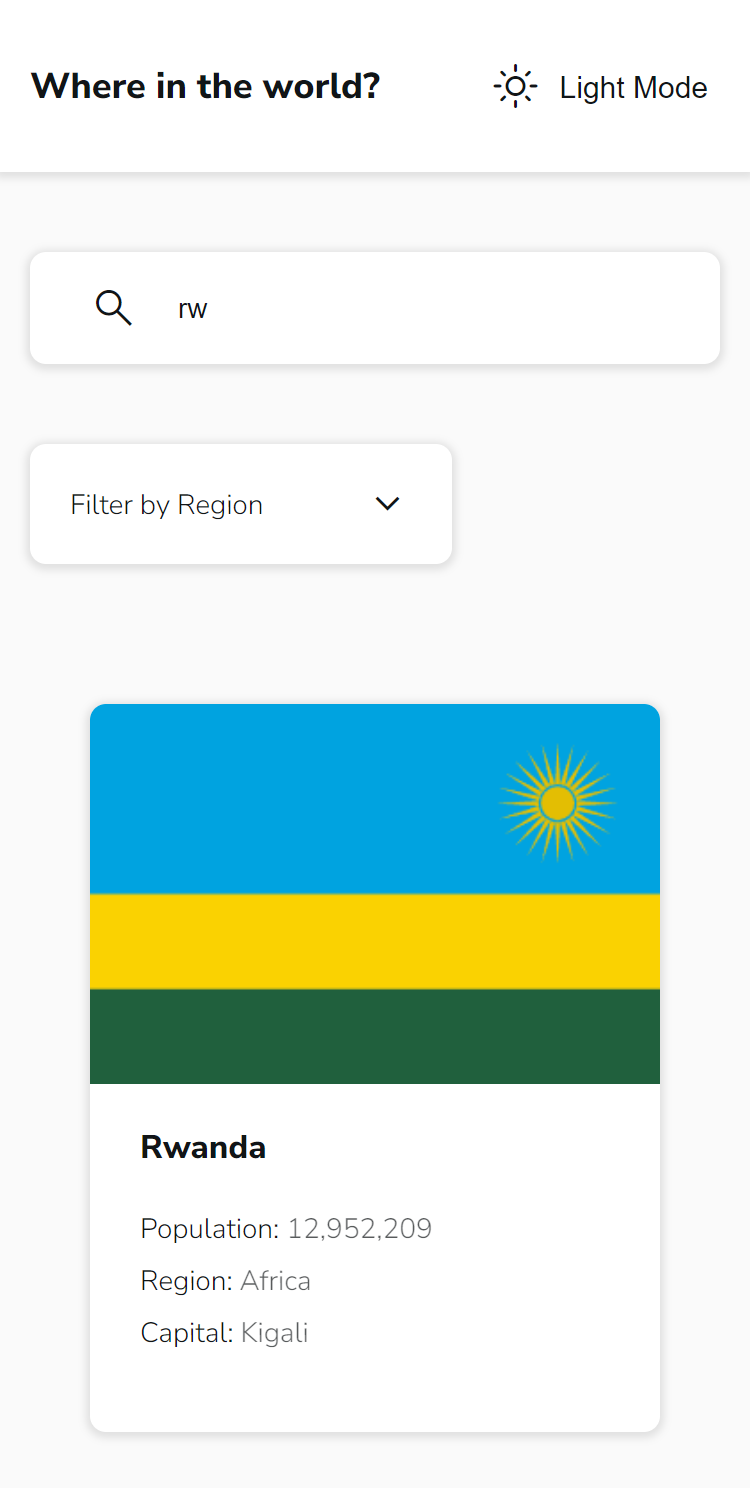 Where in the world?
Light Mode
rw
Filter by Region
Rwanda
Population: 12,952,209
Region: Africa
Capital: Kigali